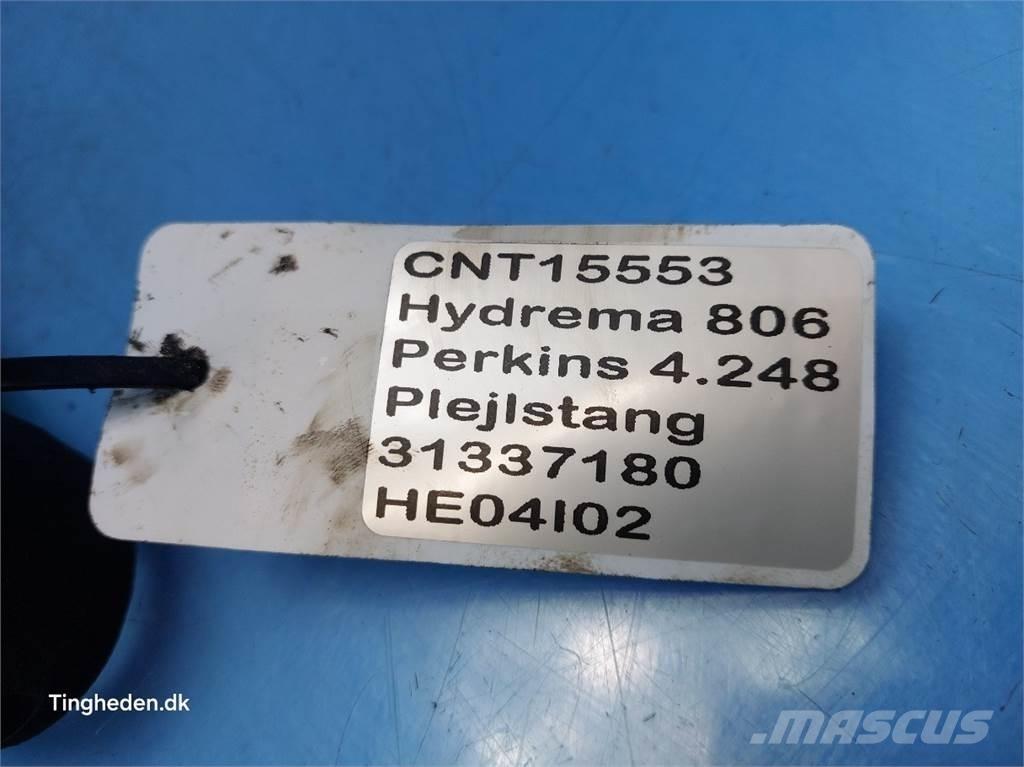 CNT15553
Hydrema 806
Perkins 4.248
Plejlstang
31337180
HE04I02
Tingheden.dk
MASCUS